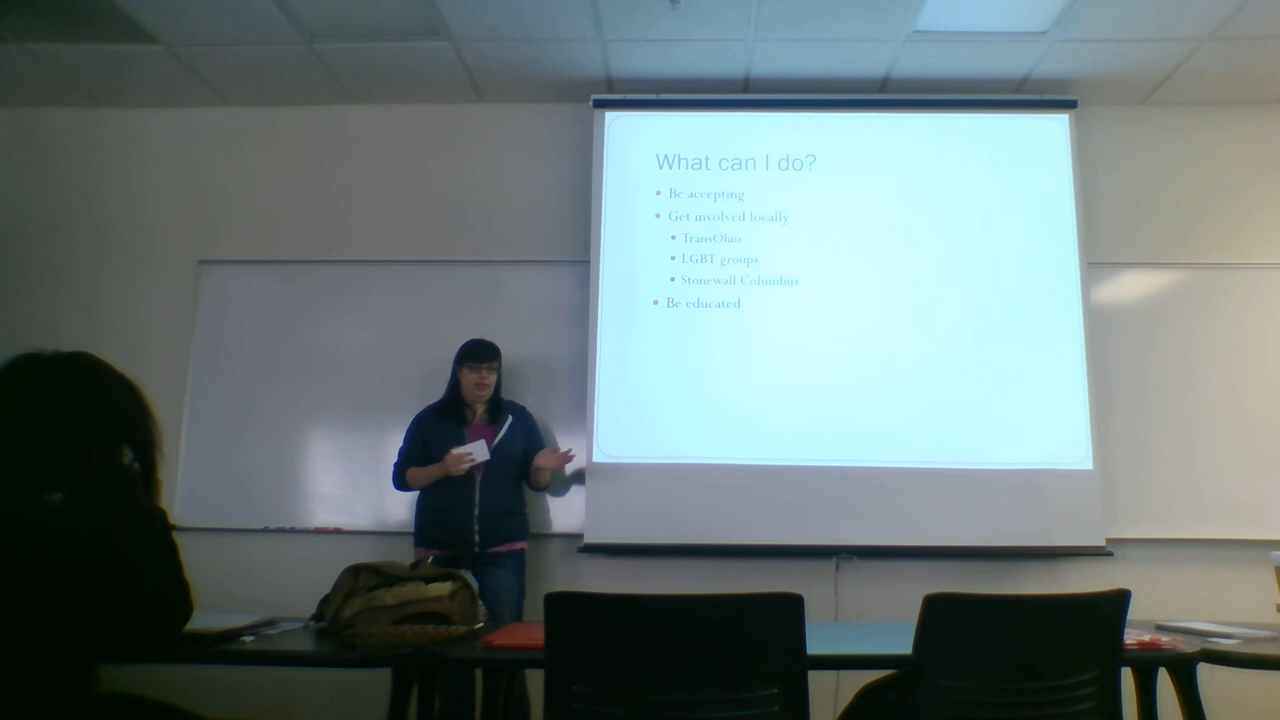 What can I do?
Be accepting
Get involved locally
TransOhio
LGBT groups
Stonewall Columbus
Be educated